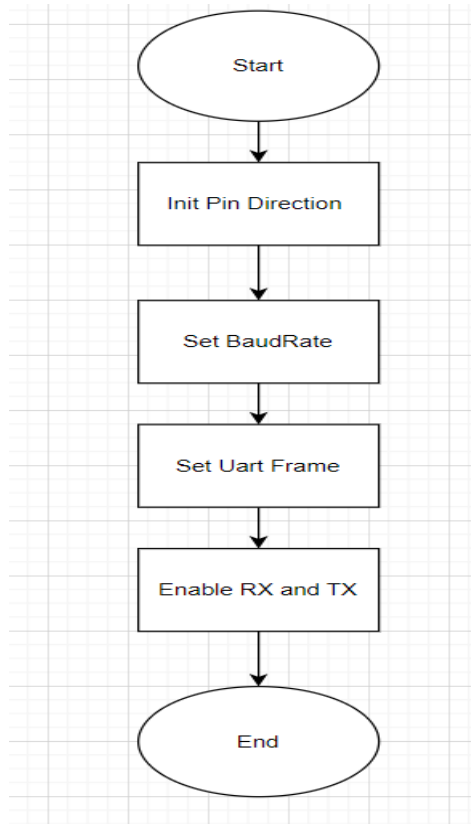 Start
Init Pin Direction
Set BaudRate
Set Uart Frame
Enable RX and TX
End